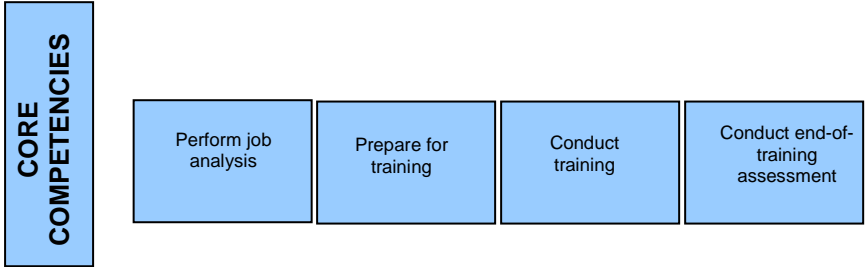 CORE
COMPETENCIES
Perform job
analysis
Prepare for
training
Conduct
training
Conduct end-of-
training
assessment